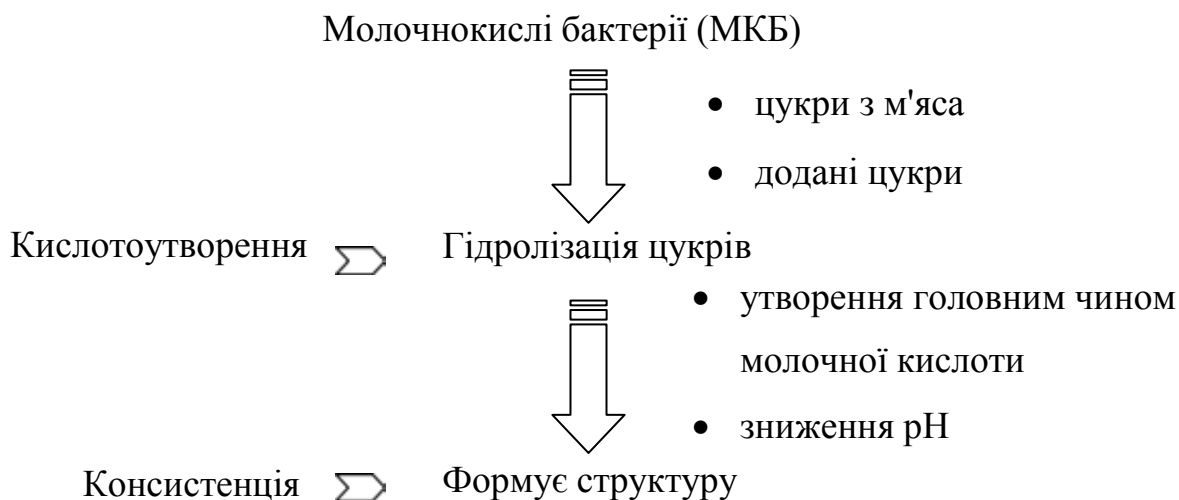 Молочнокислі бактерії (МКБ)
• цукри з м'яса
• додані цукри
Кислотоутворення
Гідролізація цукрів
• утворення головним чином
молочної кислоти
• зниження рН
Консистенція
Формує структуру